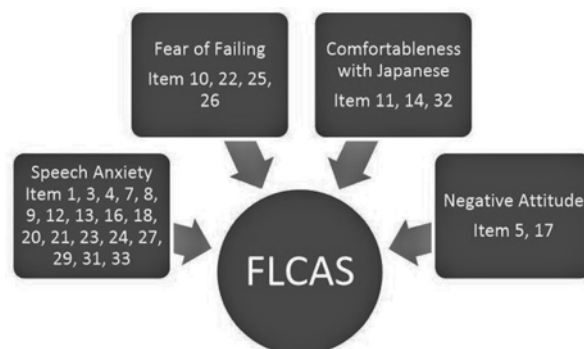 Fear of Failing
Item 10, 22, 25,
26
Comfortableness
with Japanese
Item 11, 14, 32
Speech Anxiety
Item 1, 3, 4, 7, 8,
9, 12, 13, 16, 18,
20, 21, 23, 24, 27,
29, 31, 33
Negative Attitude
Item 5, 17
FLCAS